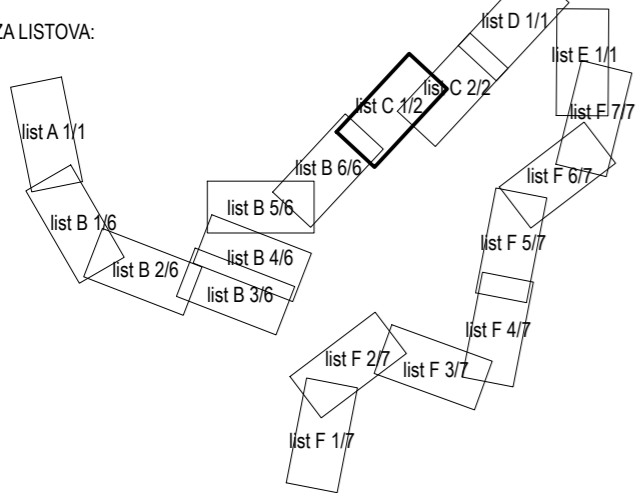 ZA LISTOVA:
list D 1/1
list E 1/1
list C 2/2
list C 1/2
list F 7/7
list A 1/1
list B 6/6
list F 6/7
list B 5/6
list B 1/6
list F 5/7
list B 4/6
list B 2/6
list B 3/6
list F 4/7
list F 2/7
list F 3/7
list F 1/7